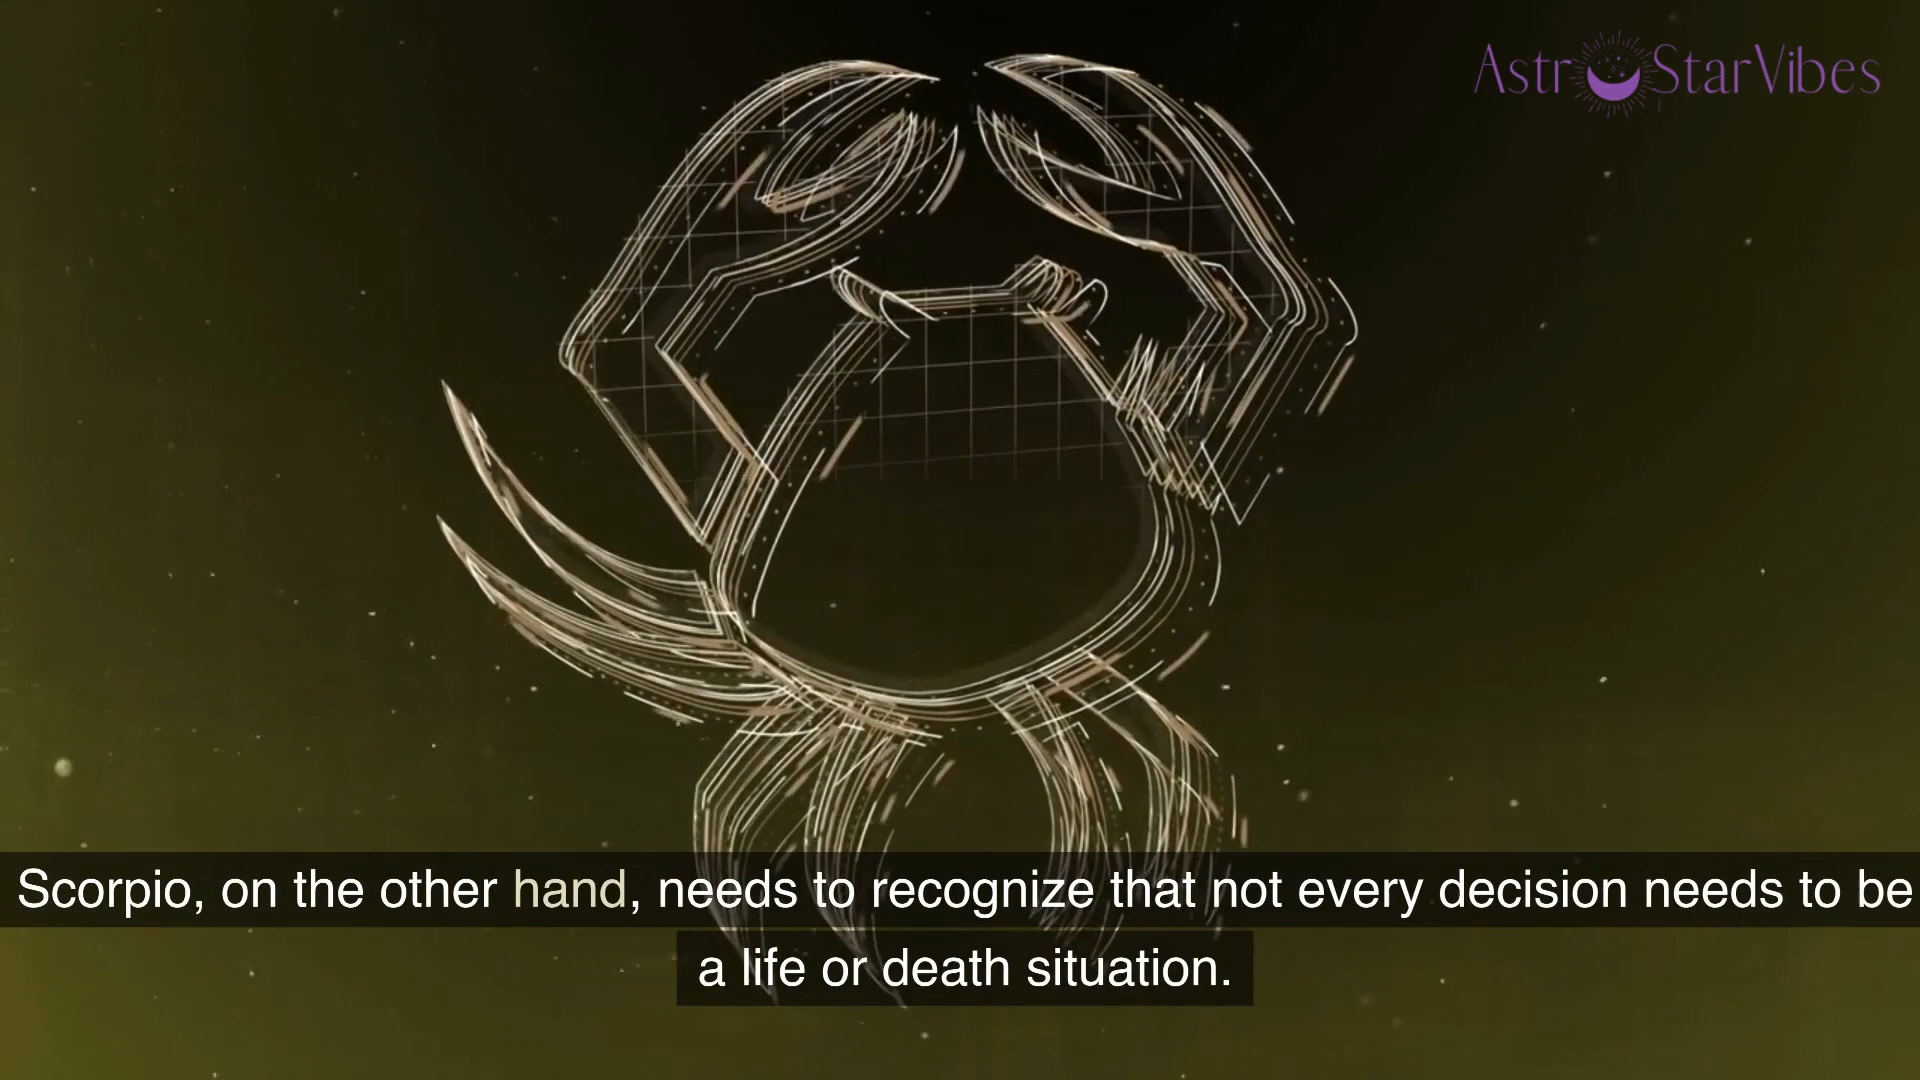 AstroStarVibes
Scorpio, on the other hand, needs to recognize that not every decision needs to be
a life or death situation.